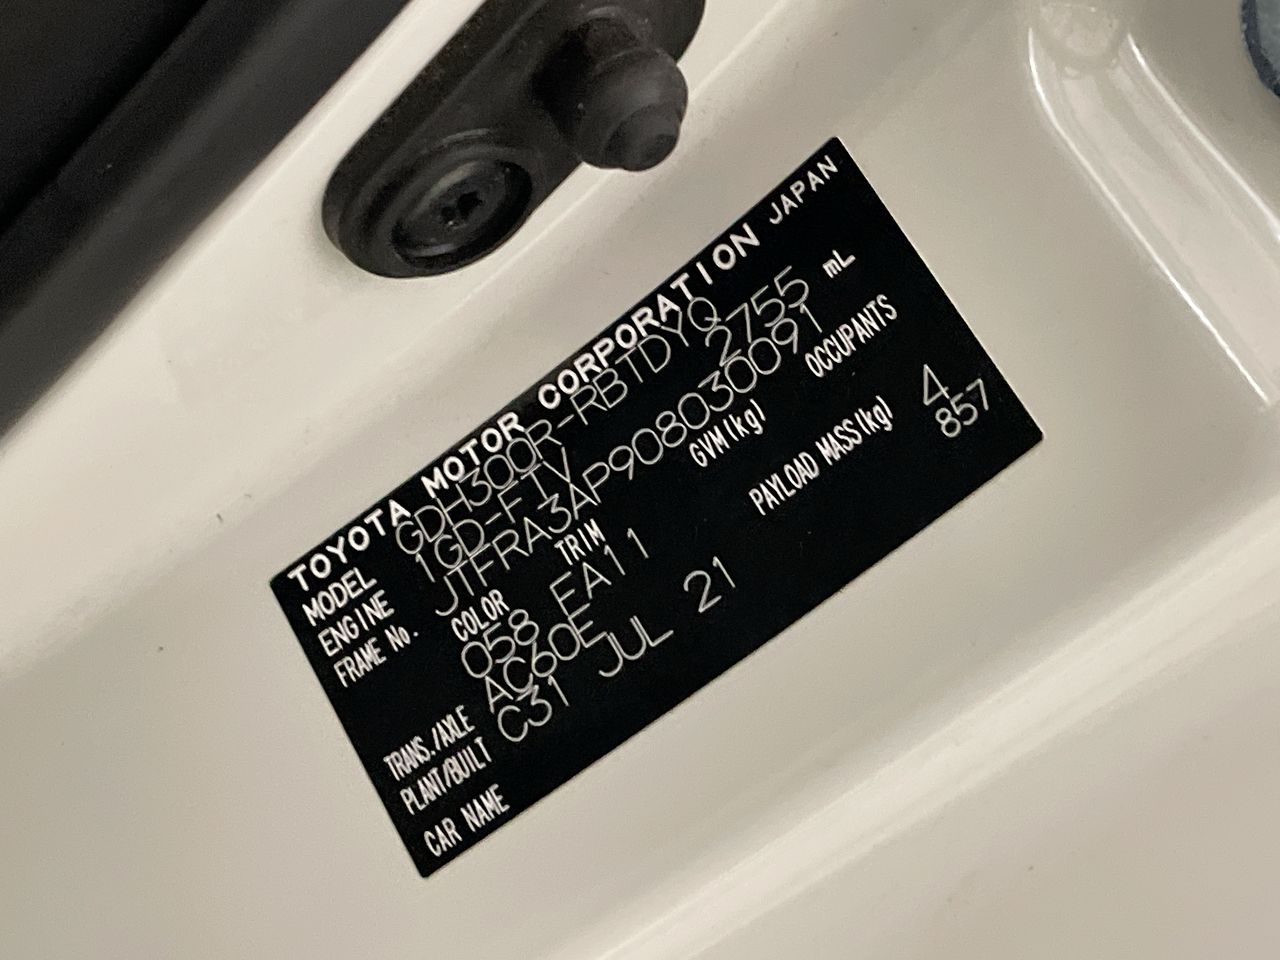 TOYOTA MOTOR CORPORATION JAPAN
MODEL GDH300R-RBTDYQ
ENGINE 1GD-FTV 2755 mL
FRAME No. JTFRA3AP908030091
COLOR TRIM GVM(kg) OCCUPANTS
058 EA11 4
PAYLOAD MASS(kg) 857
TRANS./AXLE AC60E
PLANT/BUILT C31 JUL 21
CAR NAME